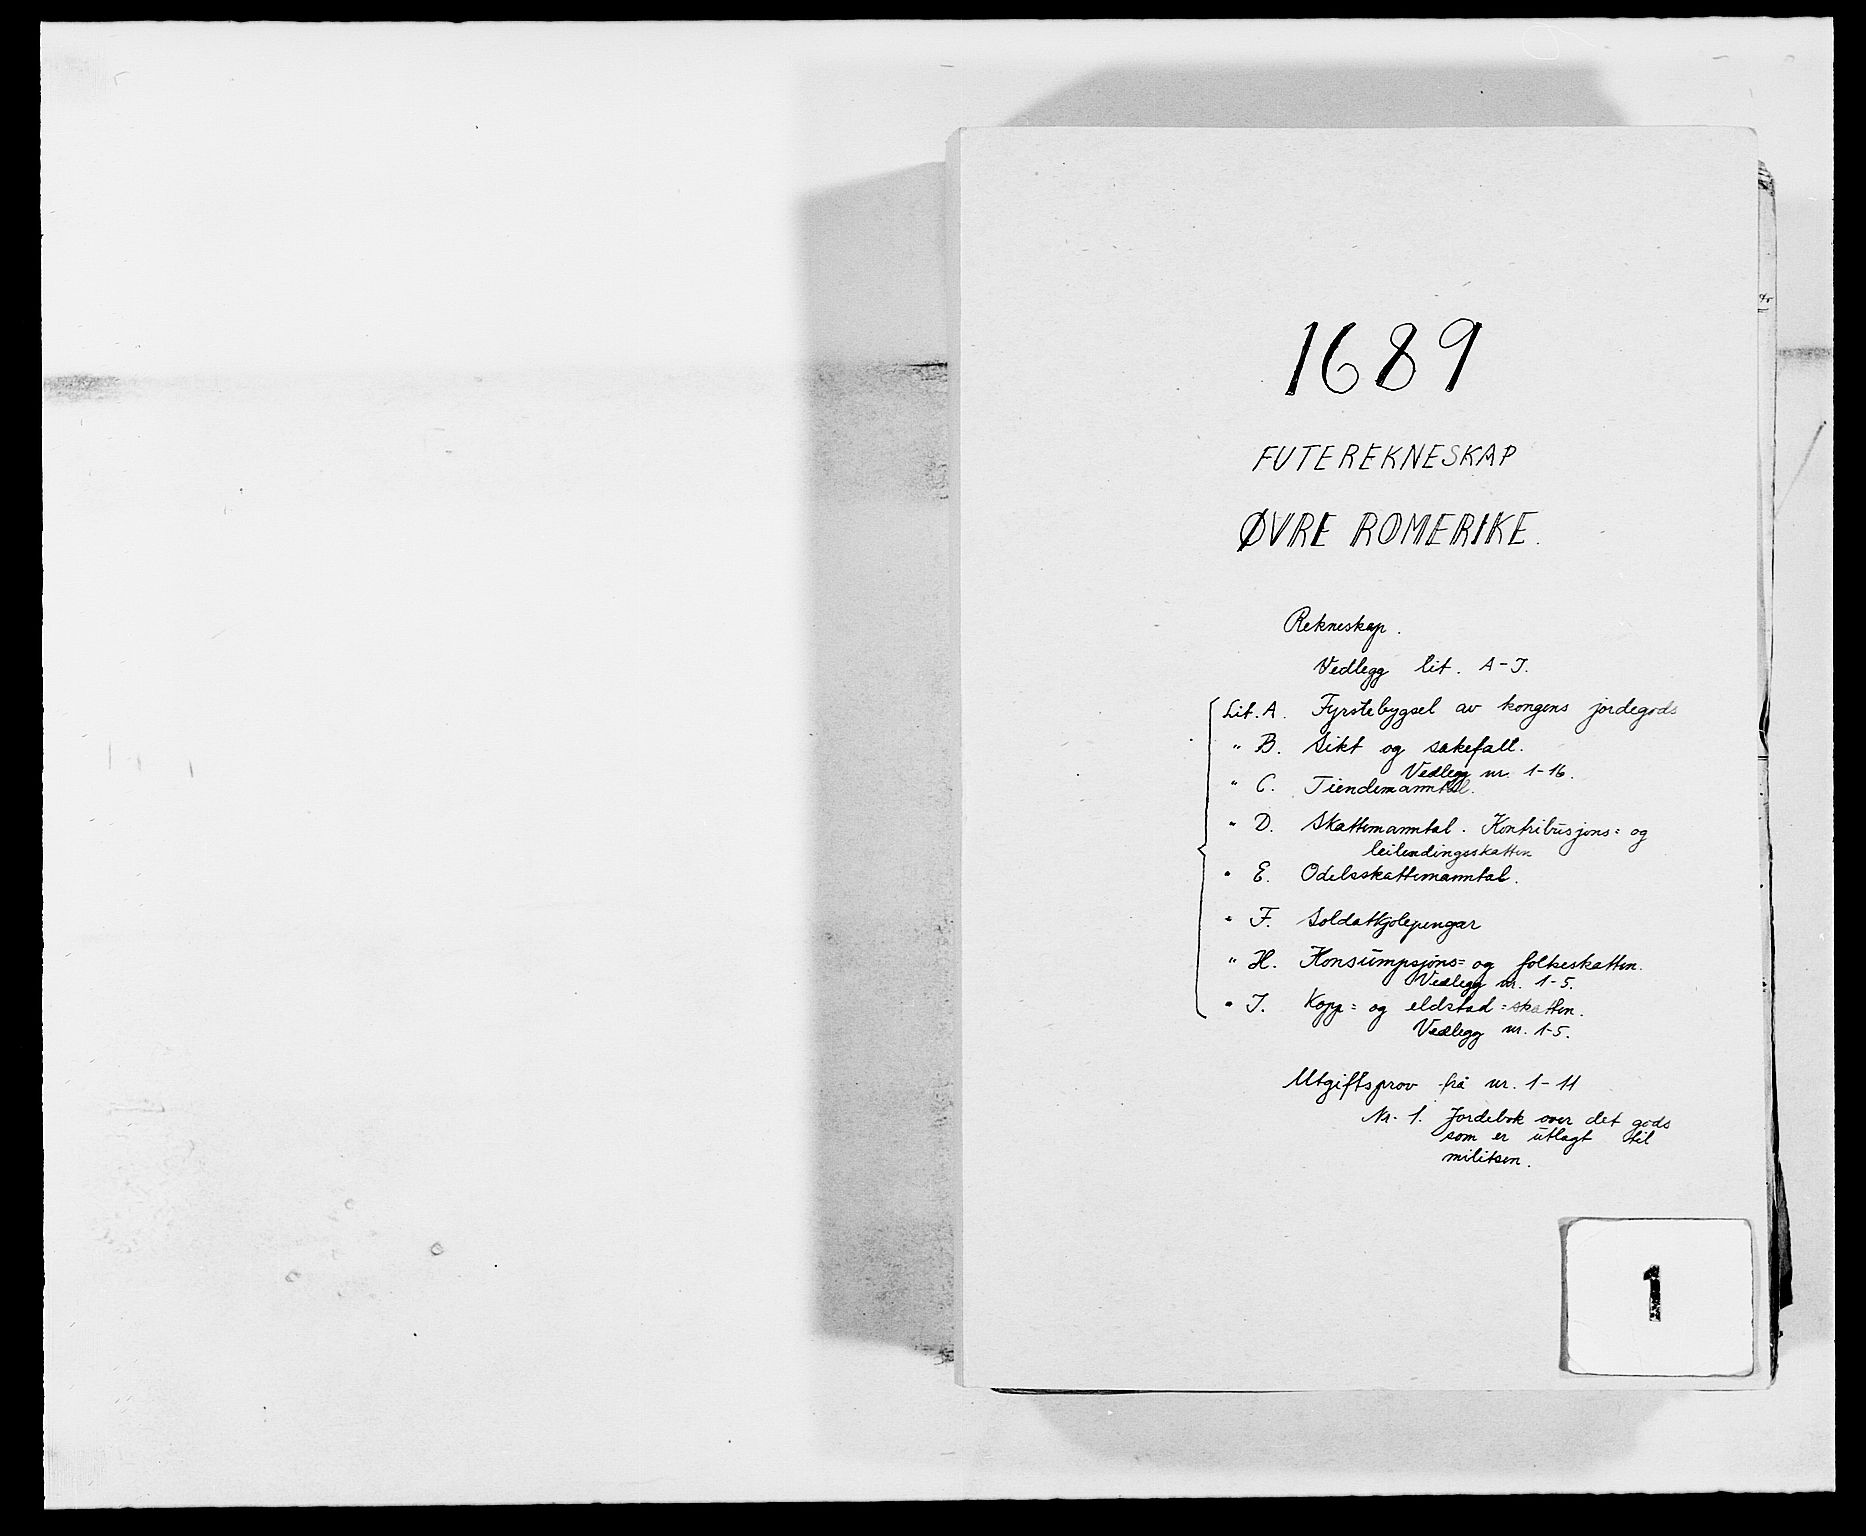 1689
FUTEREKNESKAP
ØVRE ROMERIKE.
Rekneskap.
Vedlegg lit. A-J.
Lit. A. Fyrstebygsel av kongens jordegods
" B. Sikt og sakefall.
Vedlegg nr. 1-16.
" C. Tiendemanntal.
" D. Skattemanntal. Kontribusjons= og
leilendingsskatten
" E. Odelsskattemanntal.
" F. Soldatkjolepengar
" H. Konsumpsjons= og folkeskatten.
Vedlegg nr. 1-5.
" J. Kopp= og eldstad=skatten.
Vedlegg nr. 1-5.
Utgiftsprov frå nr. 1-11
Nr. 1. Jordebok over det gods
som er utlagt til
militsen.
1